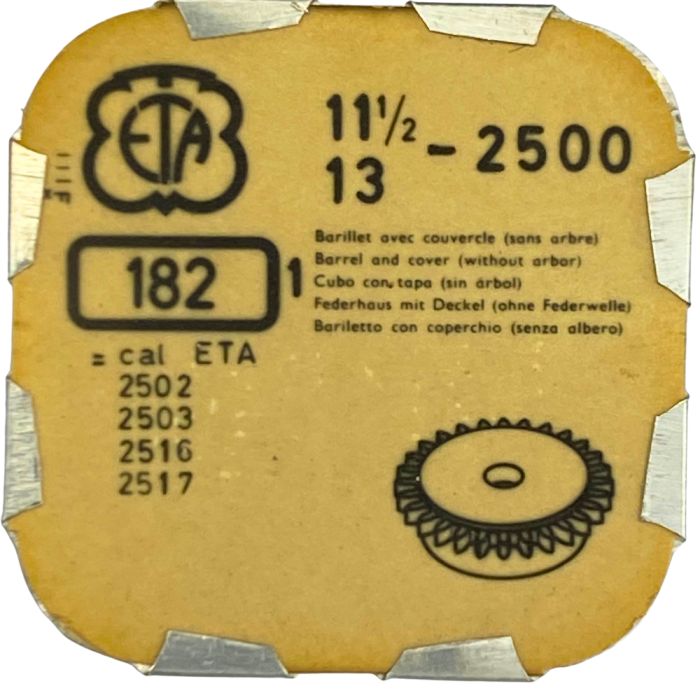 ETA
11½ - 2500
13
F
182 1
Barillet avec couvercle (sans arbre)
Barrel and cover (without arbor)
Cubo con tapa (sin árbol)
Federhaus mit Deckel (ohne Federwelle)
Bariletto con coperchio (senza albero)
= cal ETA
2502
2503
2516
2517